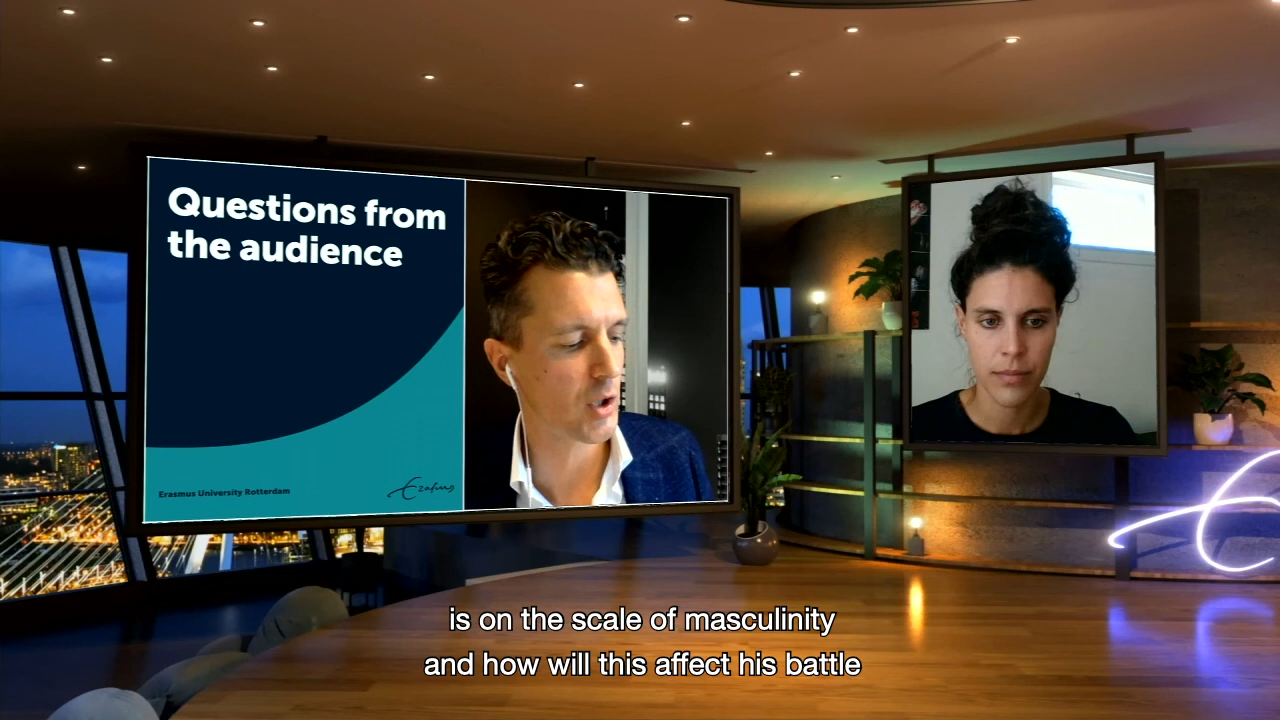 Questions from
the audience
Erasmus University Rotterdam
Erafmus
is on the scale of masculinity
and how will this affect his battle